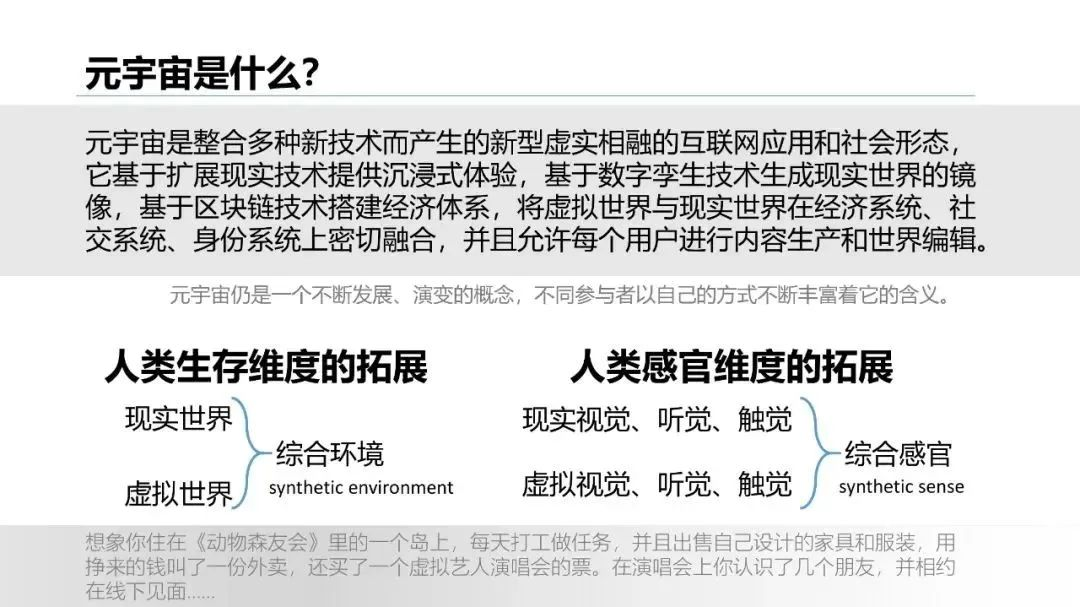 元宇宙是什么?
元宇宙是整合多种新技术而产生的新型虚实相融的互联网应用和社会形态，
它基于扩展现实技术提供沉浸式体验，基于数字孪生技术生成现实世界的镜
像，基于区块链技术搭建经济体系，将虚拟世界与现实世界在经济系统、社
交系统、身份系统上密切融合，并且允许每个用户进行内容生产和世界编辑。
元宇宙仍是一个不断发展、演变的概念，不同参与者以自己的方式不断丰富着它的含义。
人类生存维度的拓展
现实世界
虚拟世界
综合环境
synthetic environment
人类感官维度的拓展
现实视觉、听觉、触觉
虚拟视觉、听觉、触觉
综合感官
synthetic sense
想象你住在《动物森友会》里的一个岛上，每天打工做任务，并且出售自己设计的家具和服装，用
挣来的钱叫了一份外卖，还买了一个虚拟艺人演唱会的票。在演唱会上你认识了几个朋友，并相约
在线下见面......